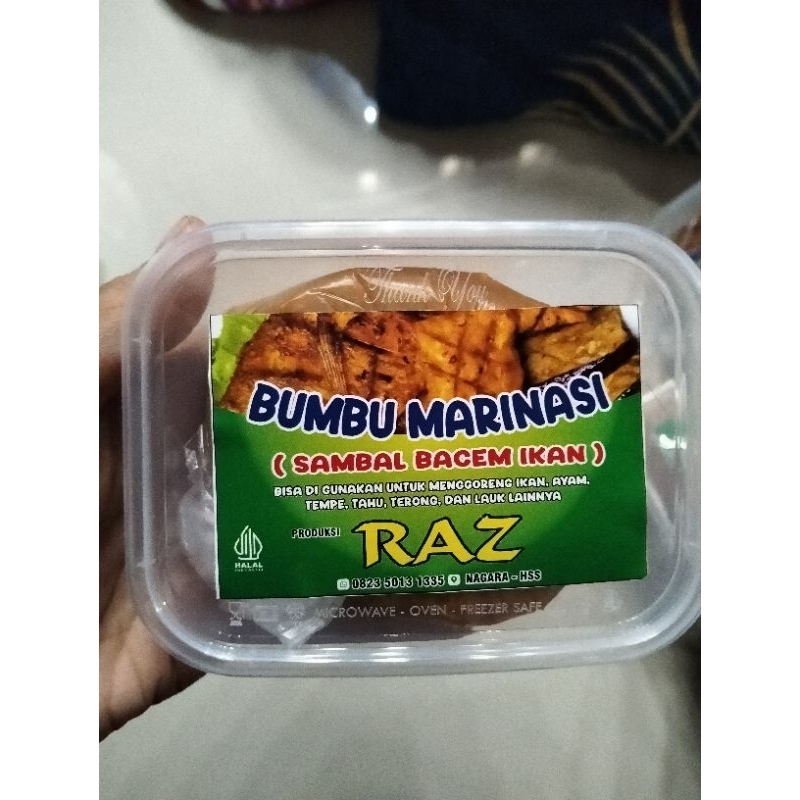 Thank You
BUMBU MARINASI
( SAMBAL BACEM IKAN )
BISA DI GUNAKAN UNTUK MENGGORENG IKAN, AYAM,
TEMPE, TAHU, TERONG, DAN LAUK LAINNYA
PRODUKSI RAZ
HALAL
INDONESIA
0823 5013 1335 NAGARA - HSS
MICROWAVE - OVEN - FREEZER SAFE